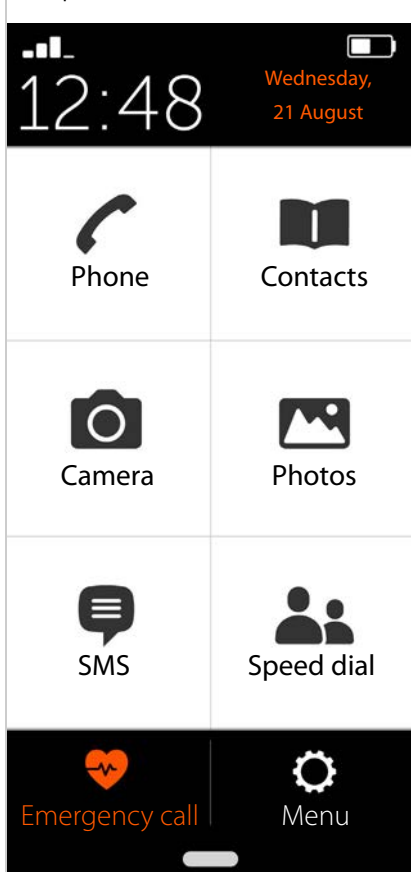 12:48
Wednesday,
21 August
Phone
Contacts
Camera
Photos
SMS
Speed dial
Emergency call
Menu